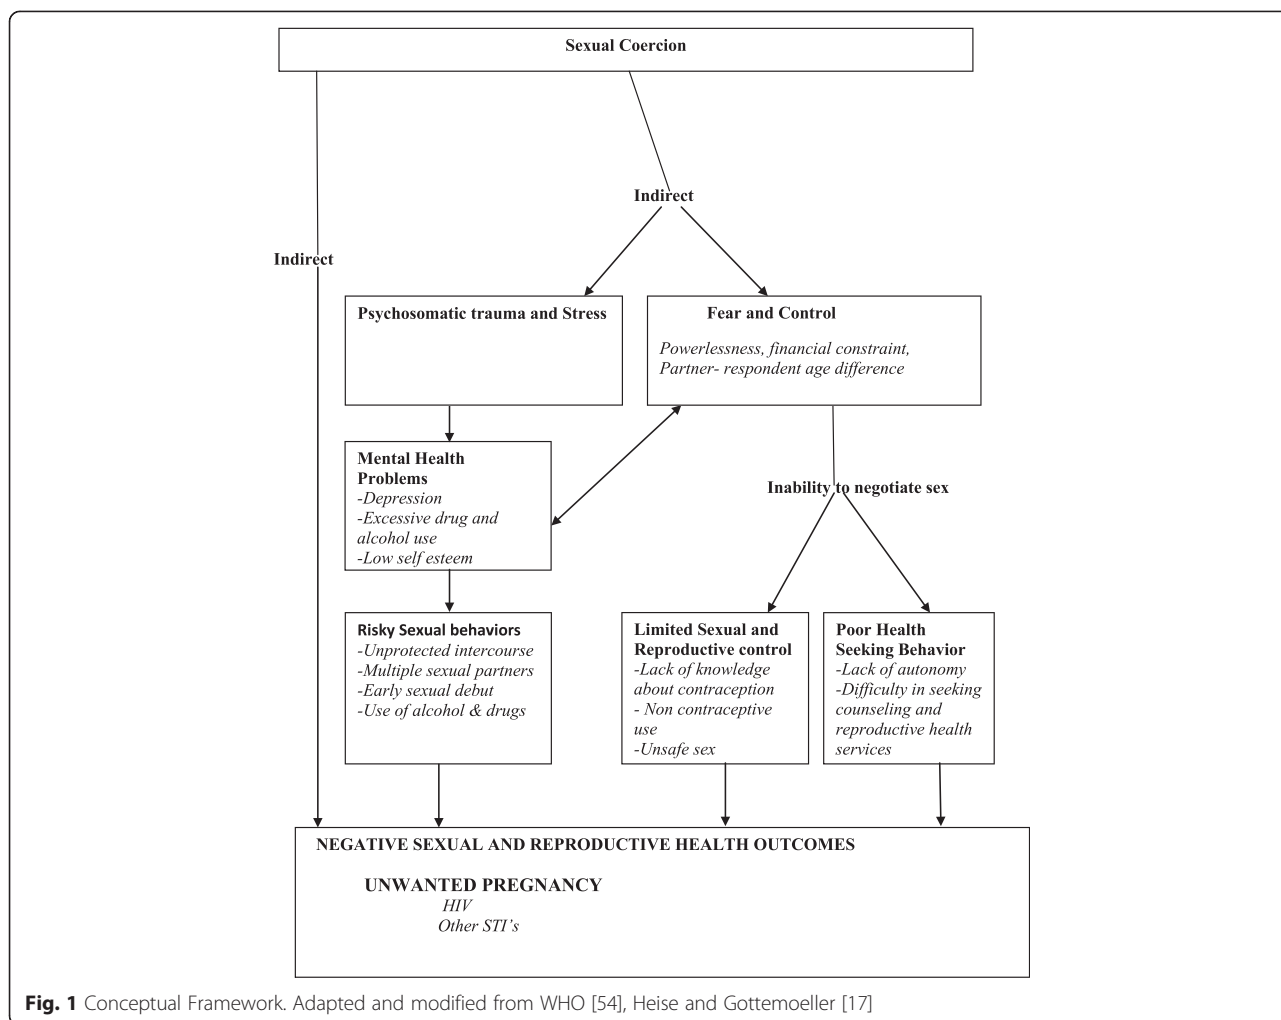 Sexual Coercion
Indirect
Indirect
Psychosomatic trauma and Stress
Fear and Control
Powerlessness, financial constraint,
Partner- respondent age difference
Mental Health
Problems
-Depression
-Excessive drug and
alcohol use
-Low self esteem
Inability to negotiate sex
Risky Sexual behaviors
-Unprotected intercourse
-Multiple sexual partners
-Early sexual debut
-Use of alcohol & drugs
Limited Sexual and
Reproductive control
-Lack of knowledge
about contraception
- Non contraceptive
use
-Unsafe sex
Poor Health
Seeking Behavior
-Lack of autonomy
-Difficulty in seeking
counseling and
reproductive health
services
NEGATIVE SEXUAL AND REPRODUCTIVE HEALTH OUTCOMES
UNWANTED PREGNANCY
HIV
Other STI's
Fig. 1 Conceptual Framework. Adapted and modified from WHO [54], Heise and Gottemoeller [17]